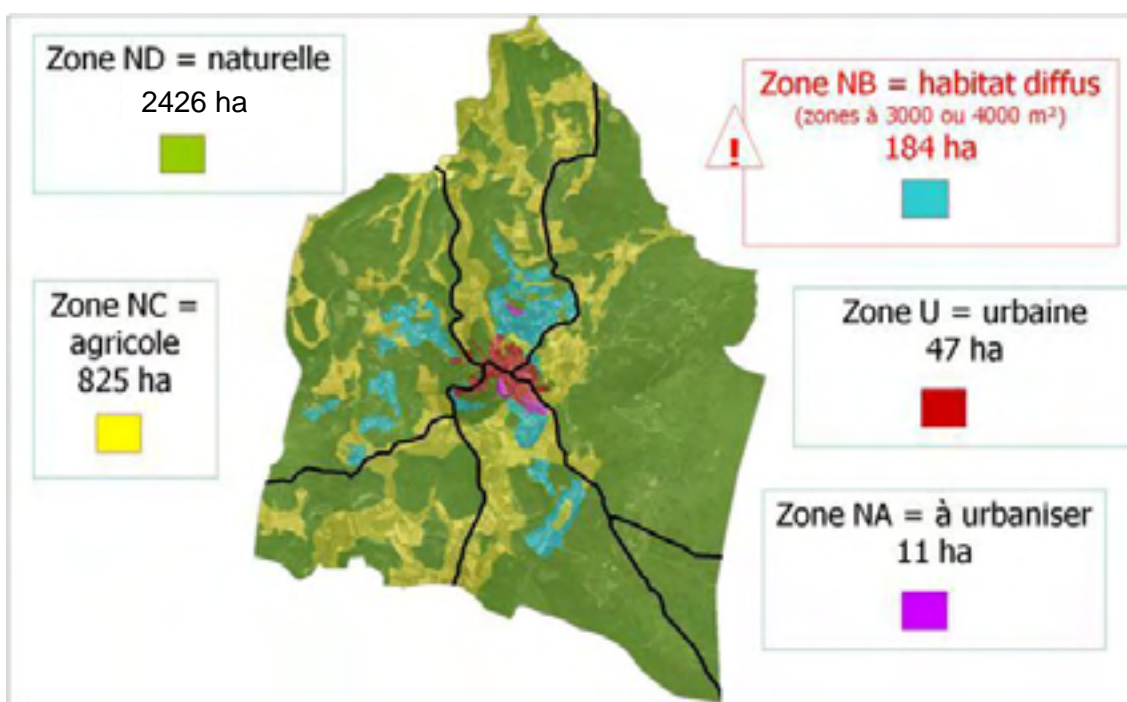 Zone ND = naturelle
2426 ha
Zone NB = habitat diffus
(zones à 3000 ou 4000 m²)
184 ha
!
Zone NC =
agricole
825 ha
Zone U = urbaine
47 ha
Zone NA = à urbaniser
11 ha